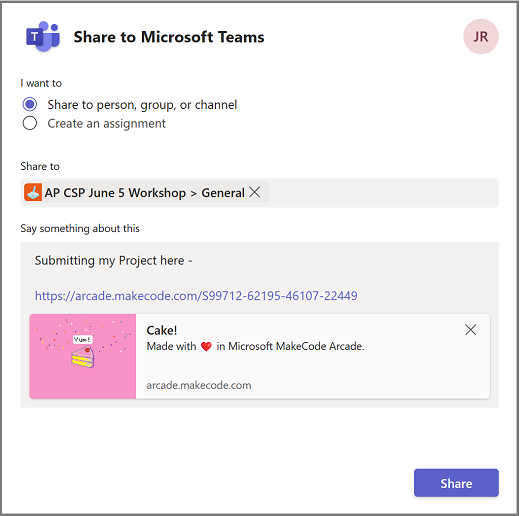 T
Share to Microsoft Teams
JR
I want to
Share to person, group, or channel
Create an assignment
Share to
AP CSP June 5 Workshop > General
Say something about this
Submitting my Project here -
https://arcade.makecode.com/S99712-62195-46107-22449
Yum!
Cake!
Made with ❤️ in Microsoft MakeCode Arcade.
arcade.makecode.com
Share